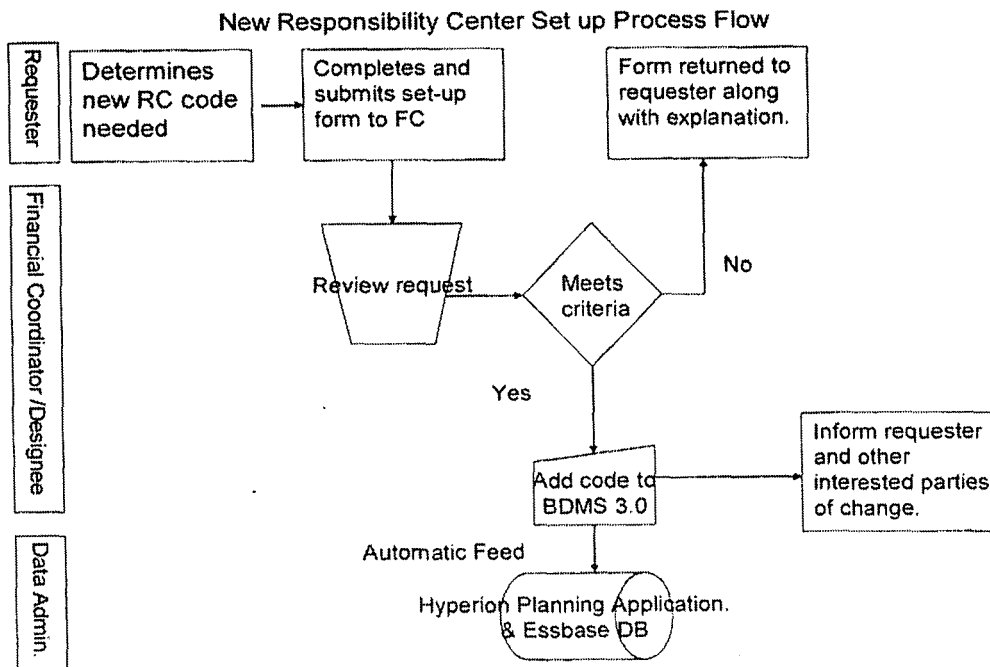 New Responsibility Center Set up Process Flow
Requester
Determines
new RC code
needed
Completes and
submits set-up
form to FC
Form returned to
requester along
with explanation.
Financial Coordinator /Designee
Review request
Meets
criteria
No
Yes
Add code to
BDMS 3.0
Inform requester
and other
interested parties
of change.
Data Admin.
Automatic Feed
Hyperion Planning Application.
& Essbase DB